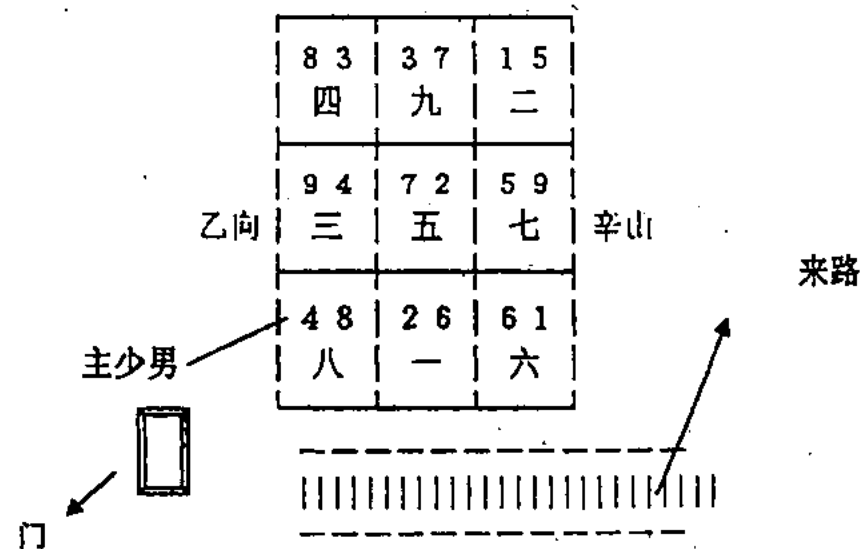 8 3 3 7 1 5
四 九 二
9 4 7 2 5 9
乙向 三 五 七 辛山
来路
4 8 2 6 6 1
主少男 八 一 六
门